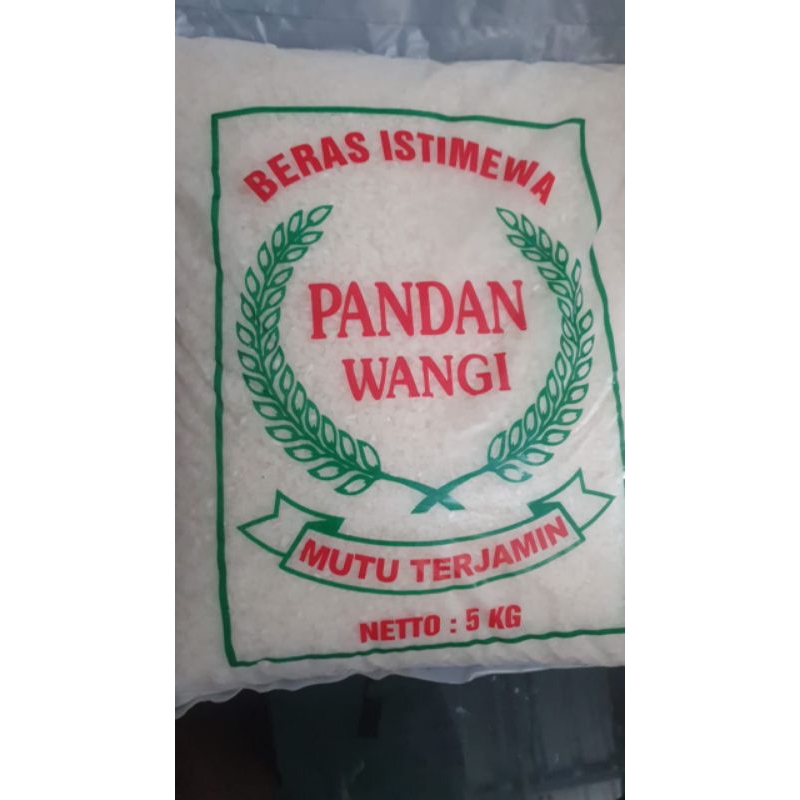 BERAS ISTIMEWA
PANDAN
WANGI
MUTU TERJAMIN
NETTO : 5 KG